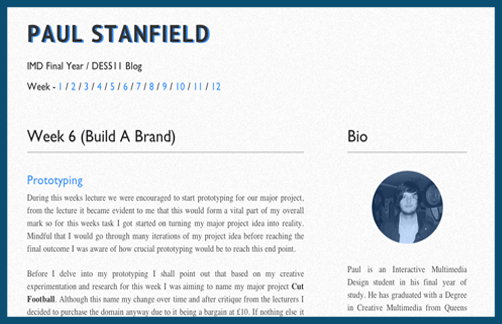 PAUL STANFIELD
IMD Final Year / DESS11 Blog
Week - 1 / 2 / 3 / 4 / 5 / 6 / 7 / 8 / 9 / 10 / 11 / 12
Week 6 (Build A Brand)
Prototyping
During this weeks lecture we were encouraged to start prototyping for our major project,
from the lecture it became evident to me that this would form a vital part of my overall
mark so for this weeks task I got started on turning my major project idea into reality.
Mindful that I would go through many iterations of my project idea before reaching the
final outcome I was aware of how crucial prototyping would be to reach this end point.
Before I delve into my prototyping I shall point out that based on my creative
experimentation and research for this week I was aiming to name my major project Cut
Football. Although this name my change over time and after critique from the lecturers I
decided to purchase the domain anyway due to it being a bargain at £10. If nothing else it
Bio
Paul is an Interactive Multimedia
Design student in his final year of
study. He has graduated with a Degree
in Creative Multimedia from Queens